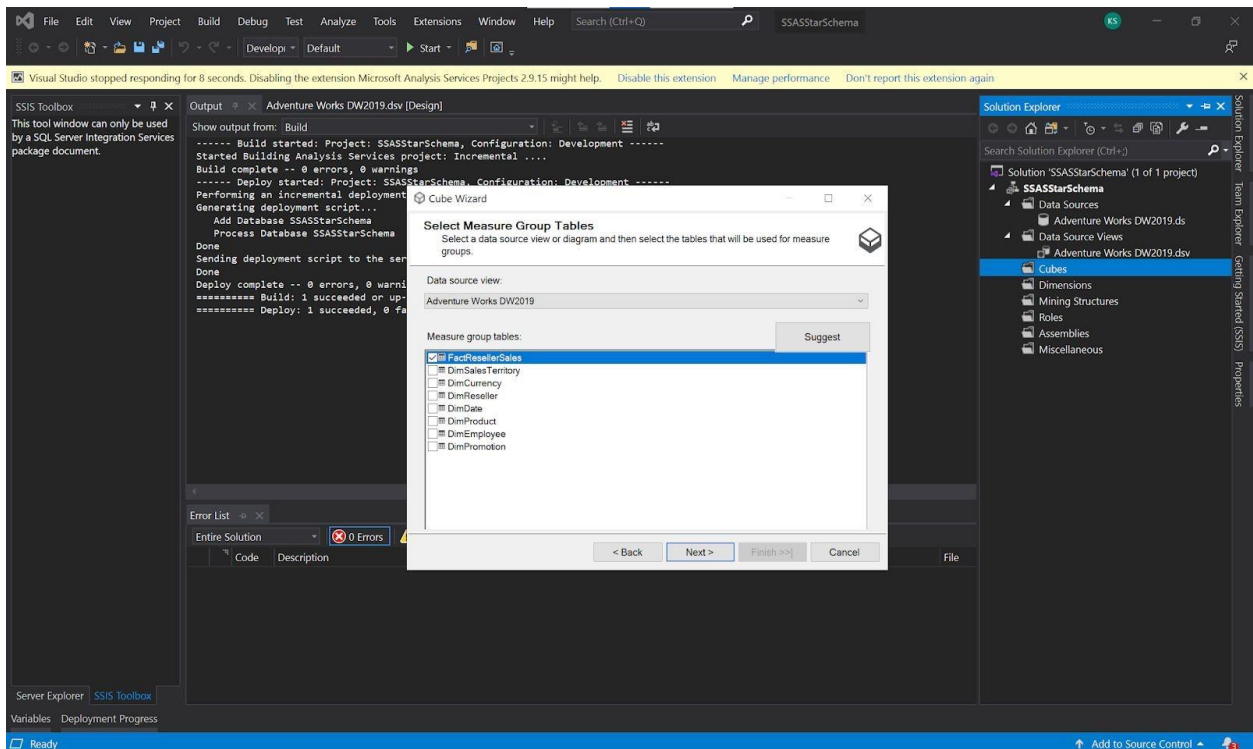 File Edit View Project Build Debug Test Analyze Tools Extensions Window Help Search (Ctrl+Q) SSASStarSchema KS
Developi Default Start
Visual Studio stopped responding for 8 seconds. Disabling the extension Microsoft Analysis Services Projects 2.9.15 might help. Disable this extension Manage performance Don't report this extension again
SSIS Toolbox
This tool window can only be used
by a SQL Server Integration Services
package document.
Output Adventure Works DW2019.dsv [Design]
Show output from: Build
------ Build started: Project: SSASStarSchema, Configuration: Development ------
Started Building Analysis Services project: Incremental ....
Build complete -- 0 errors, 0 warnings
------ Deploy started: Project: SSASStarSchema, Configuration: Development ------
Performing an incremental deployment
Generating deployment script...
Add Database SSASStarSchema
Process Database SSASStarSchema
Done
Sending deployment script to the ser
Done
Deploy complete -- 0 errors, 0 warni
========== Build: 1 succeeded or up-
========== Deploy: 1 succeeded, 0 fa
Cube Wizard
Select Measure Group Tables
Select a data source view or diagram and then select the tables that will be used for measure
groups.
Data source view:
Adventure Works DW2019
Measure group tables:
Suggest
FactResellerSales
DimSalesTerritory
DimCurrency
DimReseller
DimDate
DimProduct
DimEmployee
DimPromotion
< Back Next > Finish >>| Cancel
Error List
Entire Solution 0 Errors
Code Description File
Solution Explorer
Search Solution Explorer (Ctrl+;)
Solution 'SSASStarSchema' (1 of 1 project)
SSASStarSchema
Data Sources
Adventure Works DW2019.ds
Data Source Views
Adventure Works DW2019.dsv
Cubes
Dimensions
Mining Structures
Roles
Assemblies
Miscellaneous
Solution Explorer
Team Explorer
Getting Started (SSIS)
Properties
Server Explorer SSIS Toolbox
Variables Deployment Progress
Ready Add to Source Control 3